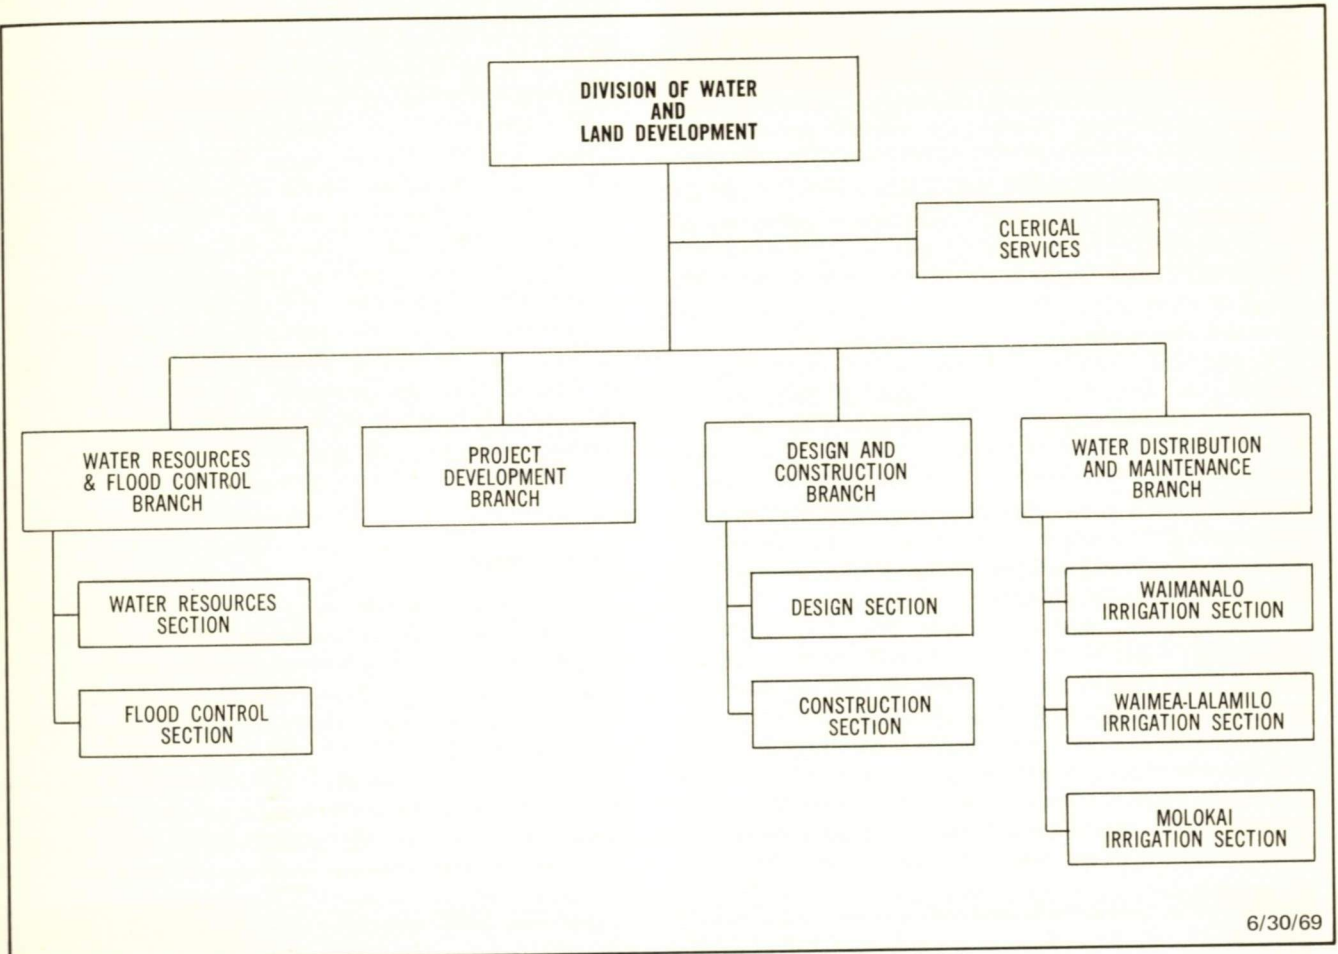 DIVISION OF WATER
AND
LAND DEVELOPMENT
CLERICAL
SERVICES
WATER RESOURCES
& FLOOD CONTROL
BRANCH
PROJECT
DEVELOPMENT
BRANCH
DESIGN AND
CONSTRUCTION
BRANCH
WATER DISTRIBUTION
AND MAINTENANCE
BRANCH
WATER RESOURCES
SECTION
FLOOD CONTROL
SECTION
DESIGN SECTION
CONSTRUCTION
SECTION
WAIMANALO
IRRIGATION SECTION
WAIMEA-LALAMILO
IRRIGATION SECTION
MOLOKAI
IRRIGATION SECTION
6/30/69